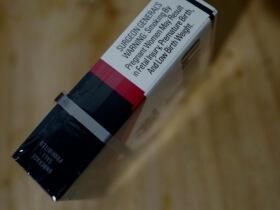 SURGEON GENERAL'S
WARNING: Smoking By
Pregnant Women May Result
in Fetal Injury, Premature Birth,
And Low Birth Weight.